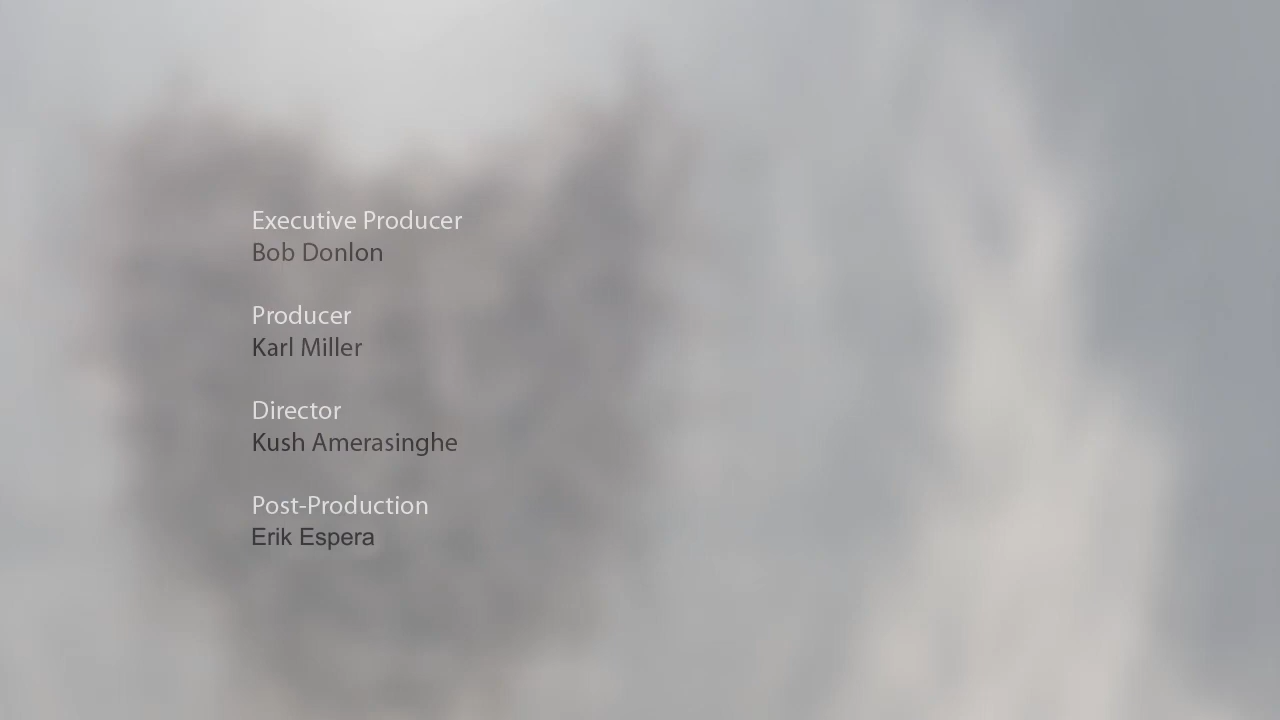 Executive Producer
Bob Donlon
Producer
Karl Miller
Director
Kush Amerasinghe
Post-Production
Erik Espera